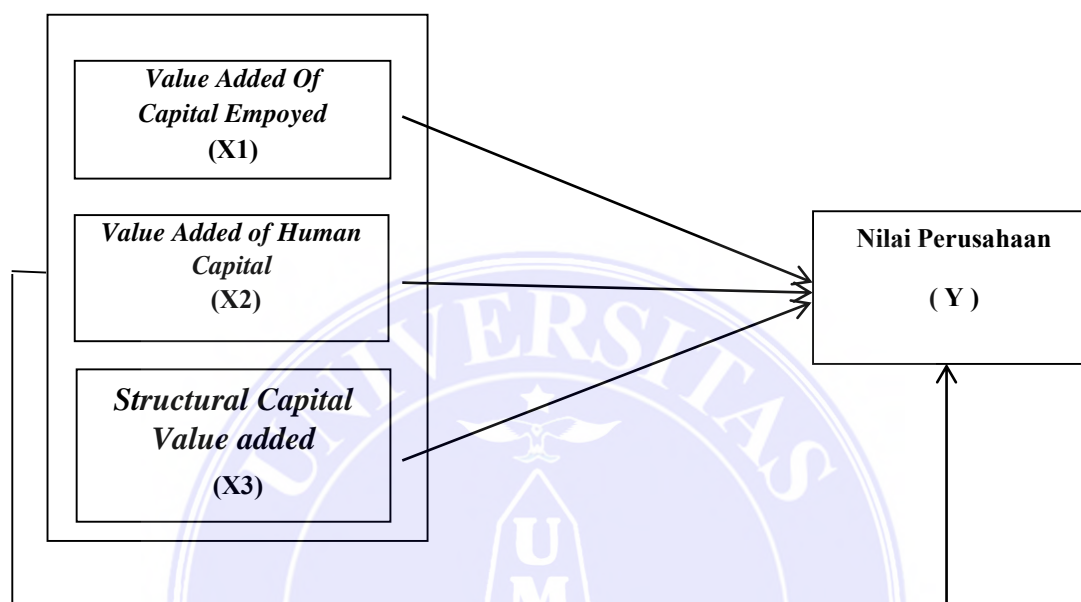 Value Added Of
Capital Empoyed
(X1)
Value Added of Human
Capital
(X2)
Structural Capital
Value added
(X3)
Nilai Perusahaan
( Y )
UNIVERSITAS
U
M